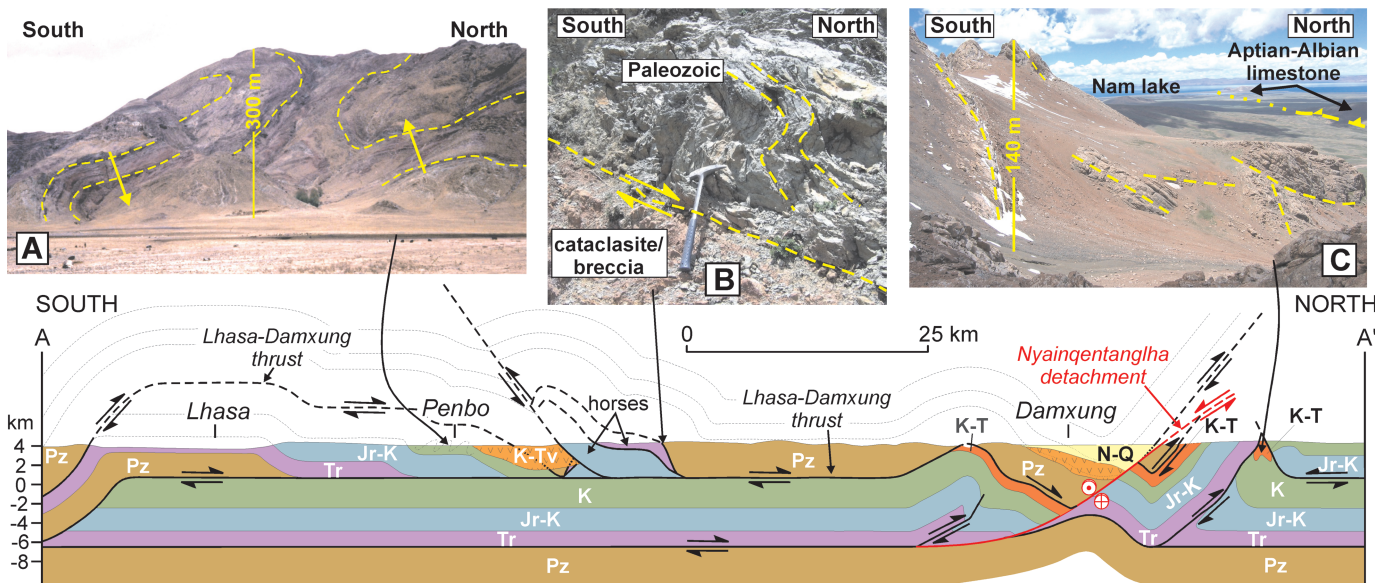 South
North
300 m
A
South
North
Paleozoic
cataclasite/
breccia
B
South
North
Aptian-Albian
limestone
Nam lake
140 m
C
SOUTH
NORTH
A
A'
0
25 km
Lhasa-Damxung
thrust
Nyainqentanglha
detachment
Lhasa
Penbo
horses
Lhasa-Damxung
thrust
Damxung
K-T
K-T
K-T
km
4
2
0
-2
-4
-6
-8
Pz
Jr-K
K-Tv
Pz
Pz
N-Q
Jr-K
Tr
K
Jr-K
K
Jr-K
Jr-K
Tr
Tr
Tr
Pz
Pz